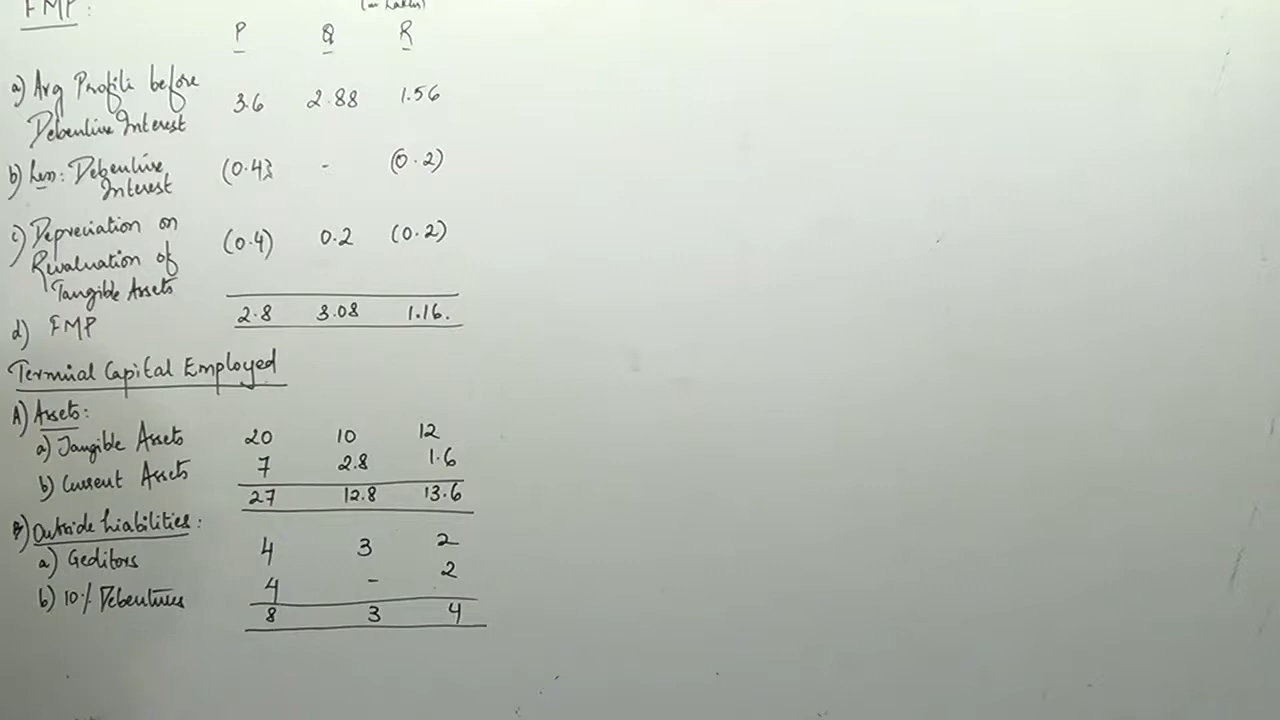 FMP:
(in Lakhs)
P Q R
a) Avg Profit before 3.6 2.88 1.56
Debenture Interest
b) Less: Debenture (0.4) - (0.2)
Interest
c) Depreciation on (0.4) 0.2 (0.2)
Revaluation of
Tangible Assets
d) FMP 2.8 3.08 1.16.
Terminal Capital Employed
A) Assets:
a) Tangible Assets 20 10 12
b) Current Assets 7 2.8 1.6
27 12.8 13.6
B) Outside Liabilities:
a) Creditors 4 3 2
b) 10% Debentures 4 - 2
8 3 4